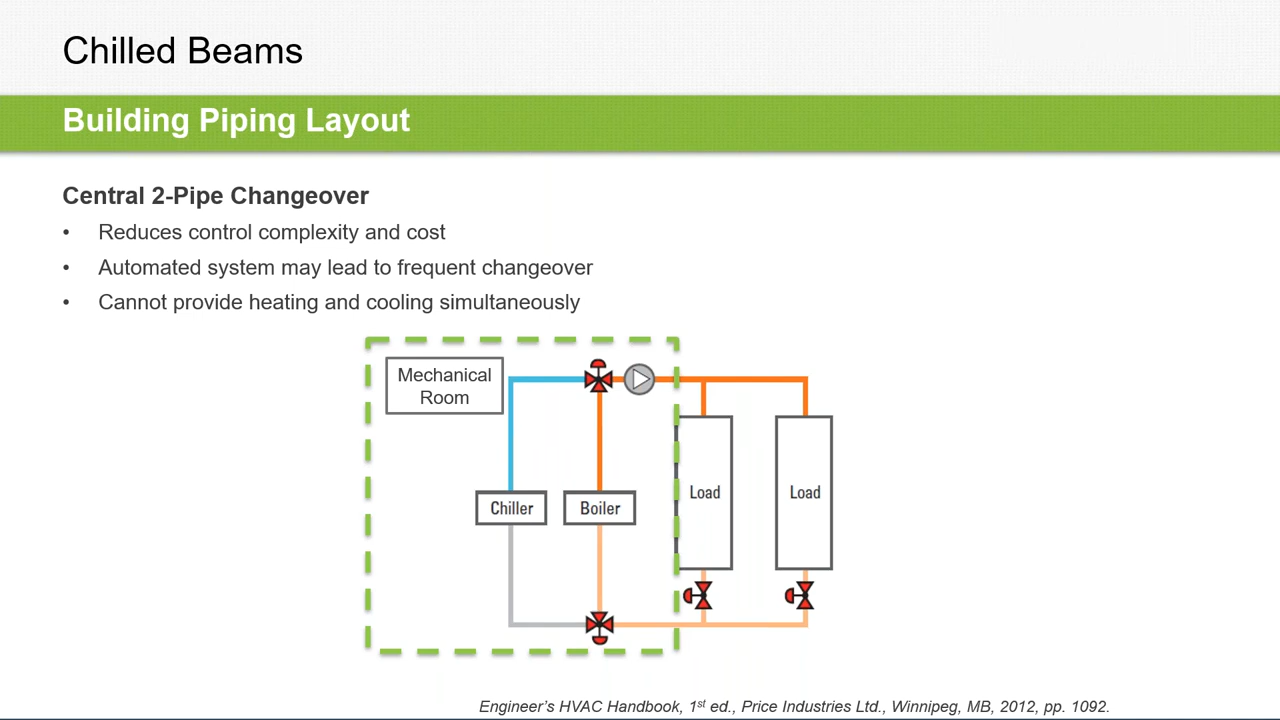 Chilled Beams
Building Piping Layout
Central 2-Pipe Changeover
• Reduces control complexity and cost
• Automated system may lead to frequent changeover
• Cannot provide heating and cooling simultaneously
Mechanical
Room
Load
Load
Chiller
Boiler
Engineer's HVAC Handbook, 1st ed., Price Industries Ltd., Winnipeg, MB, 2012, pp. 1092.